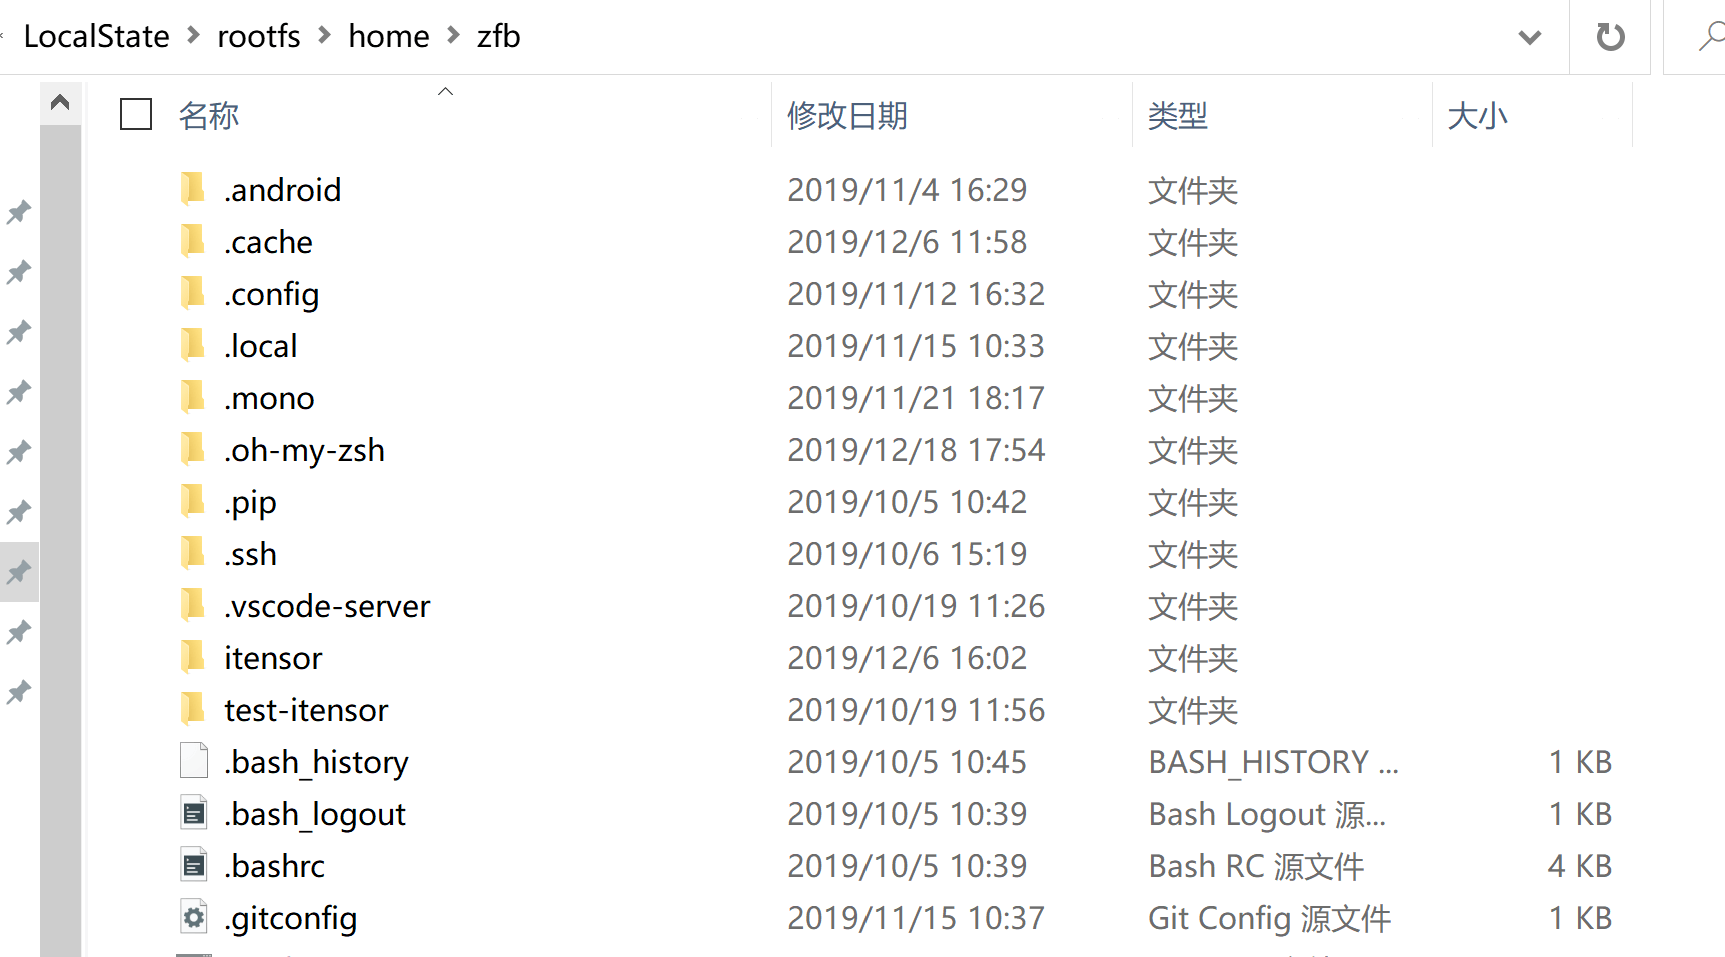 LocalState > rootfs > home > zfb
名称 修改日期 类型 大小
.android 2019/11/4 16:29 文件夹
.cache 2019/12/6 11:58 文件夹
.config 2019/11/12 16:32 文件夹
.local 2019/11/15 10:33 文件夹
.mono 2019/11/21 18:17 文件夹
.oh-my-zsh 2019/12/18 17:54 文件夹
.pip 2019/10/5 10:42 文件夹
.ssh 2019/10/6 15:19 文件夹
.vscode-server 2019/10/19 11:26 文件夹
itensor 2019/12/6 16:02 文件夹
test-itensor 2019/10/19 11:56 文件夹
.bash_history 2019/10/5 10:45 BASH_HISTORY ... 1 KB
.bash_logout 2019/10/5 10:39 Bash Logout 源... 1 KB
.bashrc 2019/10/5 10:39 Bash RC 源文件 4 KB
.gitconfig 2019/11/15 10:37 Git Config 源文件 1 KB